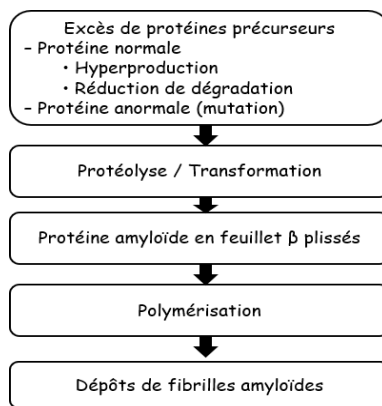 Excès de protéines précurseurs
– Protéine normale
• Hyperproduction
• Réduction de dégradation
– Protéine anormale (mutation)
Protéolyse / Transformation
Protéine amyloïde en feuillet β plissés
Polymérisation
Dépôts de fibrilles amyloïdes